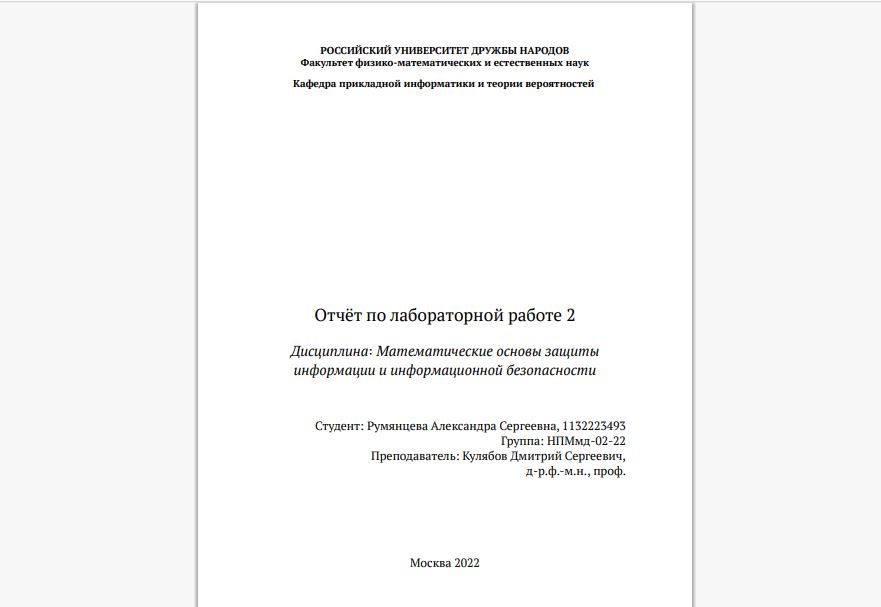 РОССИЙСКИЙ УНИВЕРСИТЕТ ДРУЖБЫ НАРОДОВ
Факультет физико-математических и естественных наук
Кафедра прикладной информатики и теории вероятностей
Отчёт по лабораторной работе 2
Дисциплина: Математические основы защиты
информации и информационной безопасности
Студент: Румянцева Александра Сергеевна, 1132223493
Группа: НПМмд-02-22
Преподаватель: Кулябов Дмитрий Сергеевич,
д-р.ф.-м.н., проф.
Москва 2022